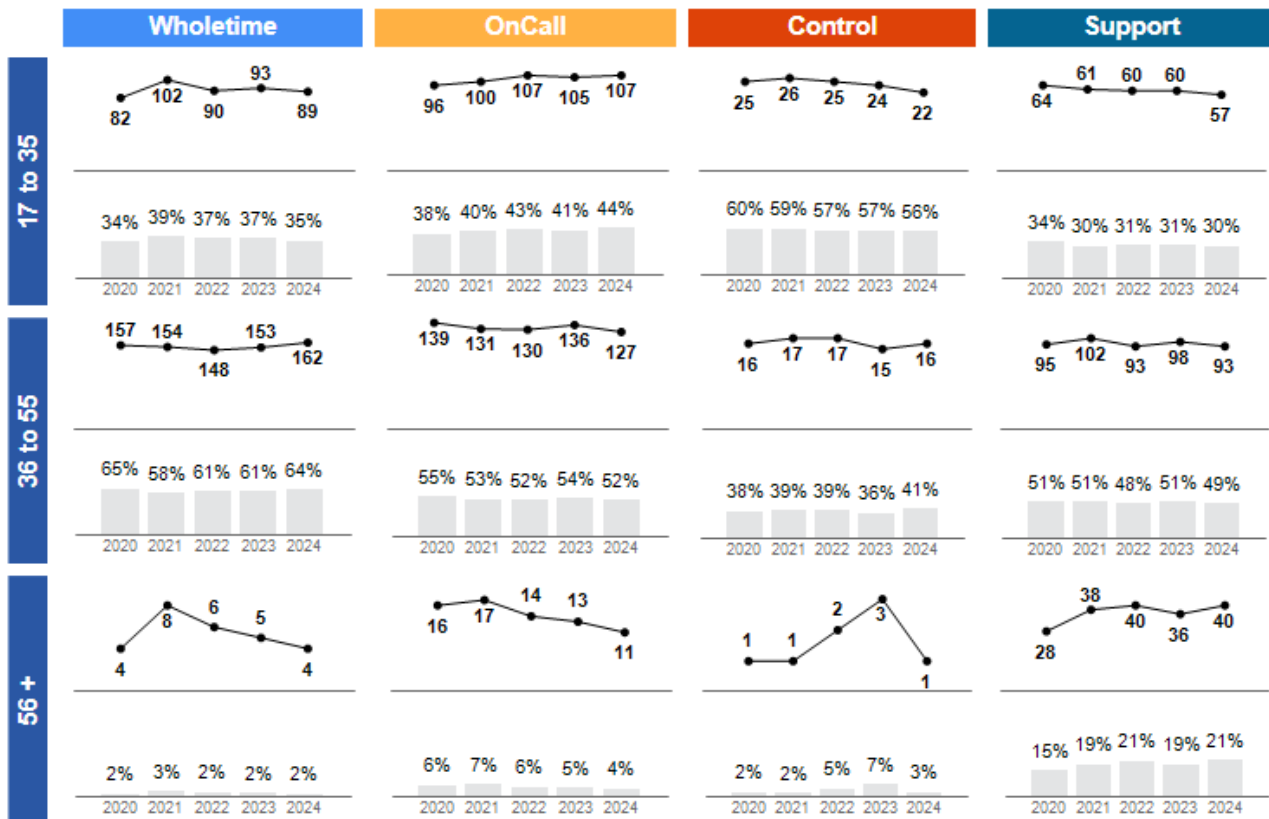 Wholetime OnCall Control Support
17 to 35
93 61 60 60
82 102 90 89 96 100 107 105 107 25 26 25 24 22 64 57
34% 39% 37% 37% 35% 38% 40% 43% 41% 44% 60% 59% 57% 57% 56% 34% 30% 31% 31% 30%
2020 2021 2022 2023 2024 2020 2021 2022 2023 2024 2020 2021 2022 2023 2024 2020 2021 2022 2023 2024
36 to 55
157 154 153
148 162 139 131 130 136 127 16 17 17 15 16 95 102 93 98 93
65% 58% 61% 61% 64% 55% 53% 52% 54% 52% 38% 39% 39% 36% 41% 51% 51% 48% 51% 49%
2020 2021 2022 2023 2024 2020 2021 2022 2023 2024 2020 2021 2022 2023 2024 2020 2021 2022 2023 2024
56 +
6 5 14 13 1 1 2 38
4 8 4 16 17 11 3 1 28 40 36 40
2% 3% 2% 2% 2% 6% 7% 6% 5% 4% 2% 2% 5% 7% 3% 15% 19% 21% 19% 21%
2020 2021 2022 2023 2024 2020 2021 2022 2023 2024 2020 2021 2022 2023 2024 2020 2021 2022 2023 2024